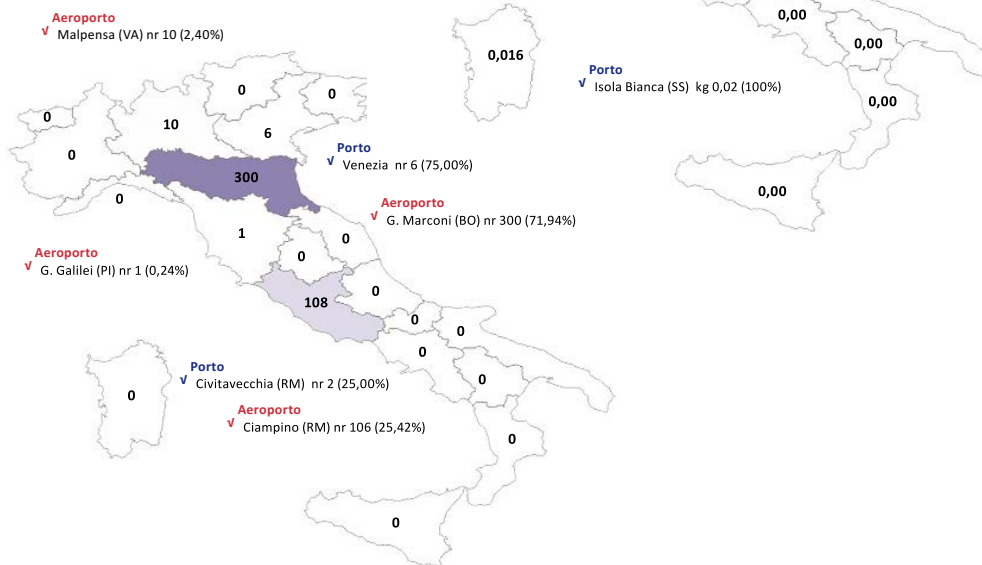 Aeroporto
√ Malpensa (VA) nr 10 (2,40%)
0,00
0,00
0,016
Porto
√ Isola Bianca (SS) kg 0,02 (100%)
0,00
0,00
0
0
0
10
6
0
Porto
√ Venezia nr 6 (75,00%)
300
0
Aeroporto
√ G. Marconi (BO) nr 300 (71,94%)
1
0
0
Aeroporto
√ G. Galilei (PI) nr 1 (0,24%)
0
108
0
0
0
0
Porto
√ Civitavecchia (RM) nr 2 (25,00%)
0
Aeroporto
√ Ciampino (RM) nr 106 (25,42%)
0
0